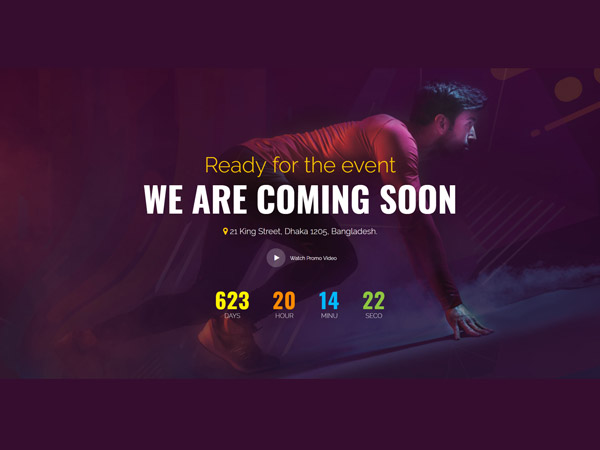 Ready for the event
WE ARE COMING SOON
21 King Street, Dhaka 1205, Bangladesh.
Watch Promo Video
623 20 14 22
DAYS HOUR MINU SECO